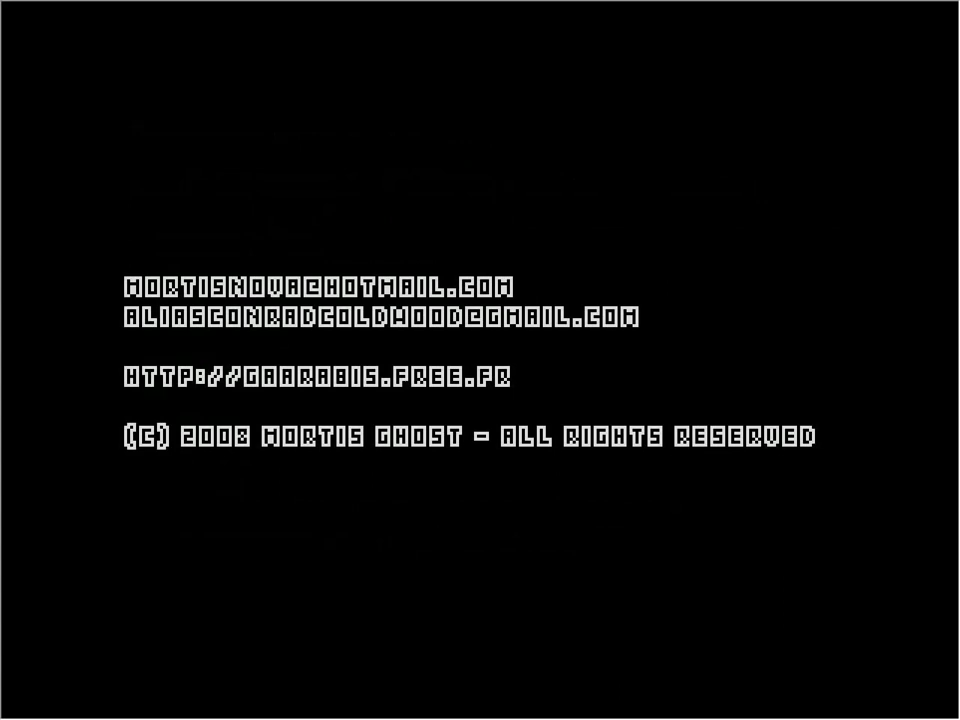 MORTISNOVA@HOTMAIL.COM
ALIASCONRADCOLDWOOD@GMAIL.COM
HTTP://GAARABIS.FREE.FR
(C) 2008 MORTIS GHOST - ALL RIGHTS RESERVED